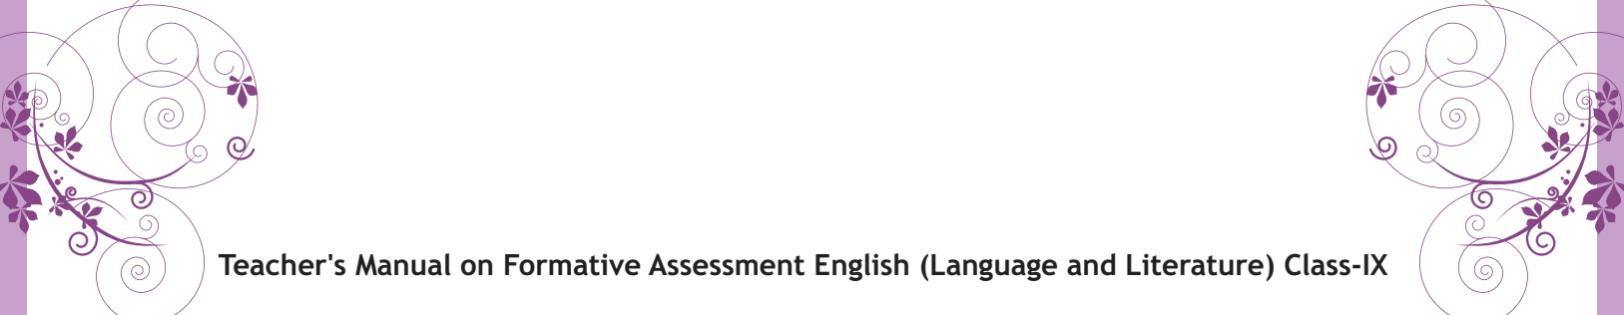 Teacher's Manual on Formative Assessment English (Language and Literature) Class-IX